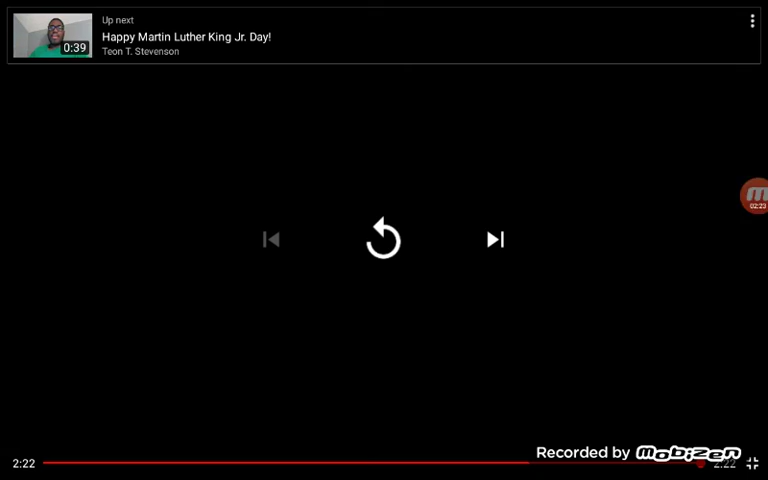 Up next
Happy Martin Luther King Jr. Day!
0:39
Teon T. Stevenson
02:23
Recorded by Mobizen
2:22
2:22